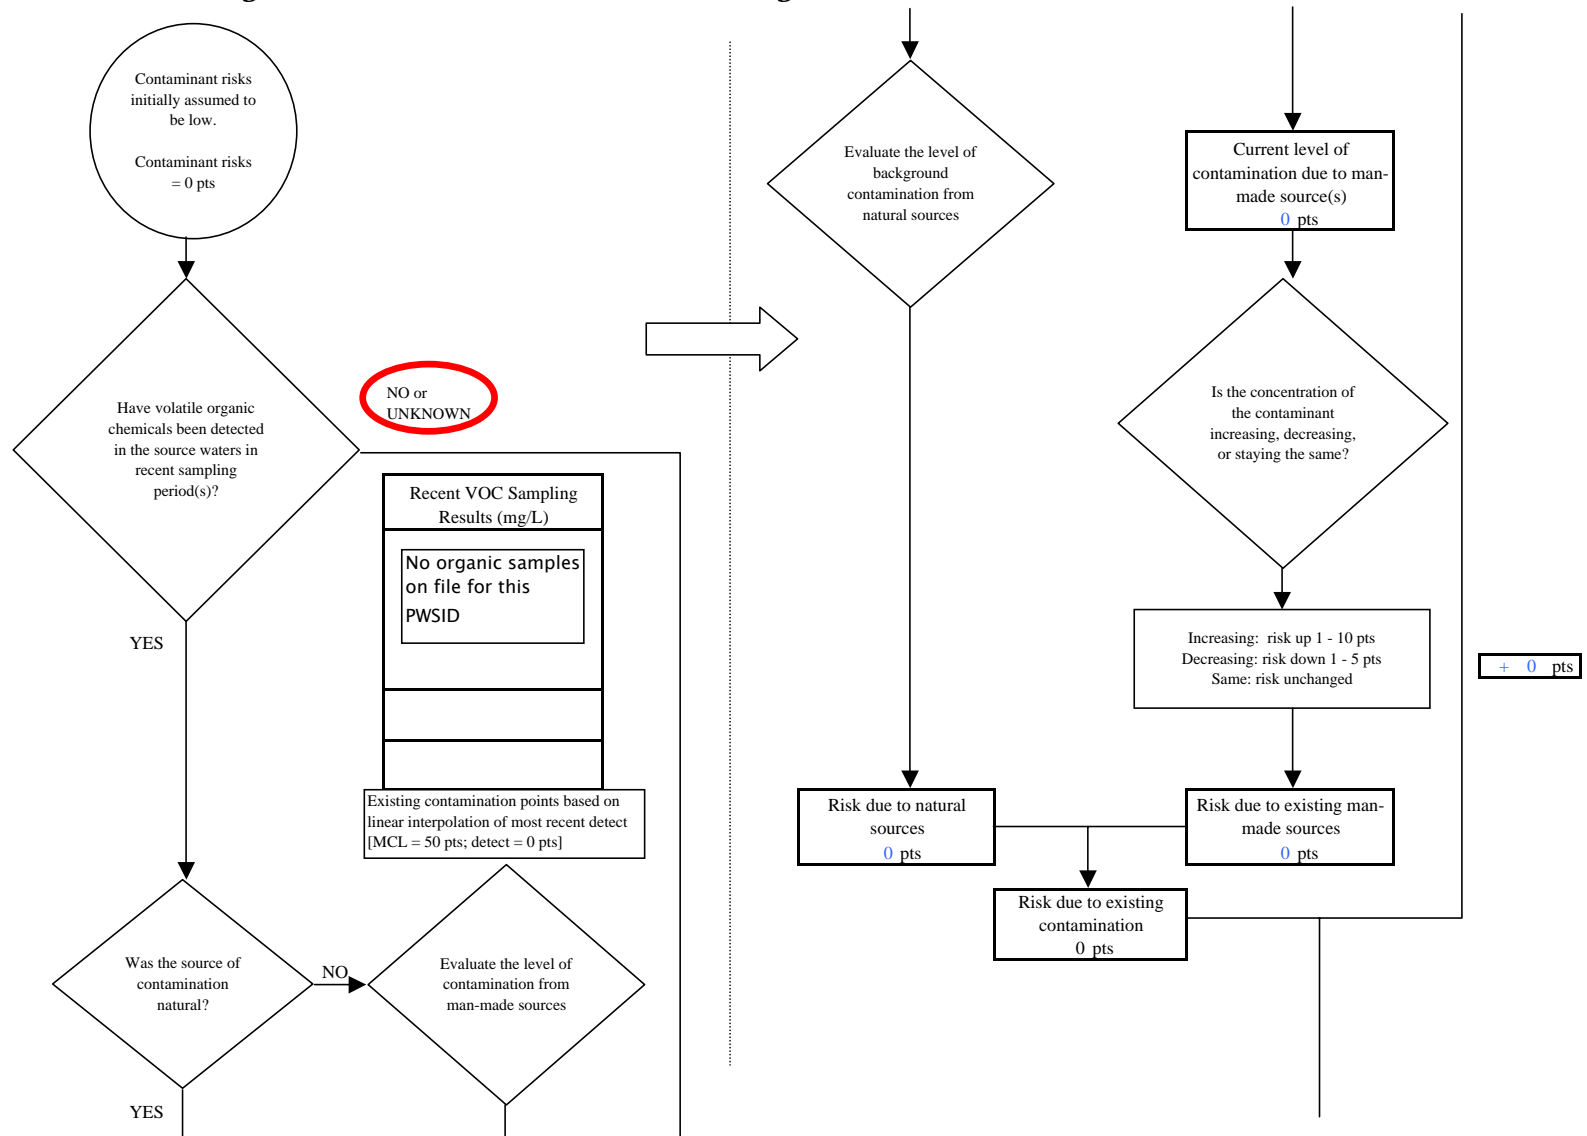 Contaminant risks
initially assumed to
be low.
Contaminant risks
= 0 pts
Have volatile organic
chemicals been detected
in the source waters in
recent sampling
period(s)?
NO or
UNKNOWN
YES
Recent VOC Sampling
Results (mg/L)
No organic samples
on file for this
PWSID
Existing contamination points based on
linear interpolation of most recent detect
[MCL = 50 pts; detect = 0 pts]
Was the source of
contamination
natural?
NO
Evaluate the level of
contamination from
man-made sources
YES
Evaluate the level of
background
contamination from
natural sources
Current level of
contamination due to man-
made source(s)
0 pts
Is the concentration of
the contaminant
increasing, decreasing,
or staying the same?
Increasing: risk up 1 - 10 pts
Decreasing: risk down 1 - 5 pts
Same: risk unchanged
+ 0 pts
Risk due to natural
sources
0 pts
Risk due to existing man-
made sources
0 pts
Risk due to existing
contamination
0 pts